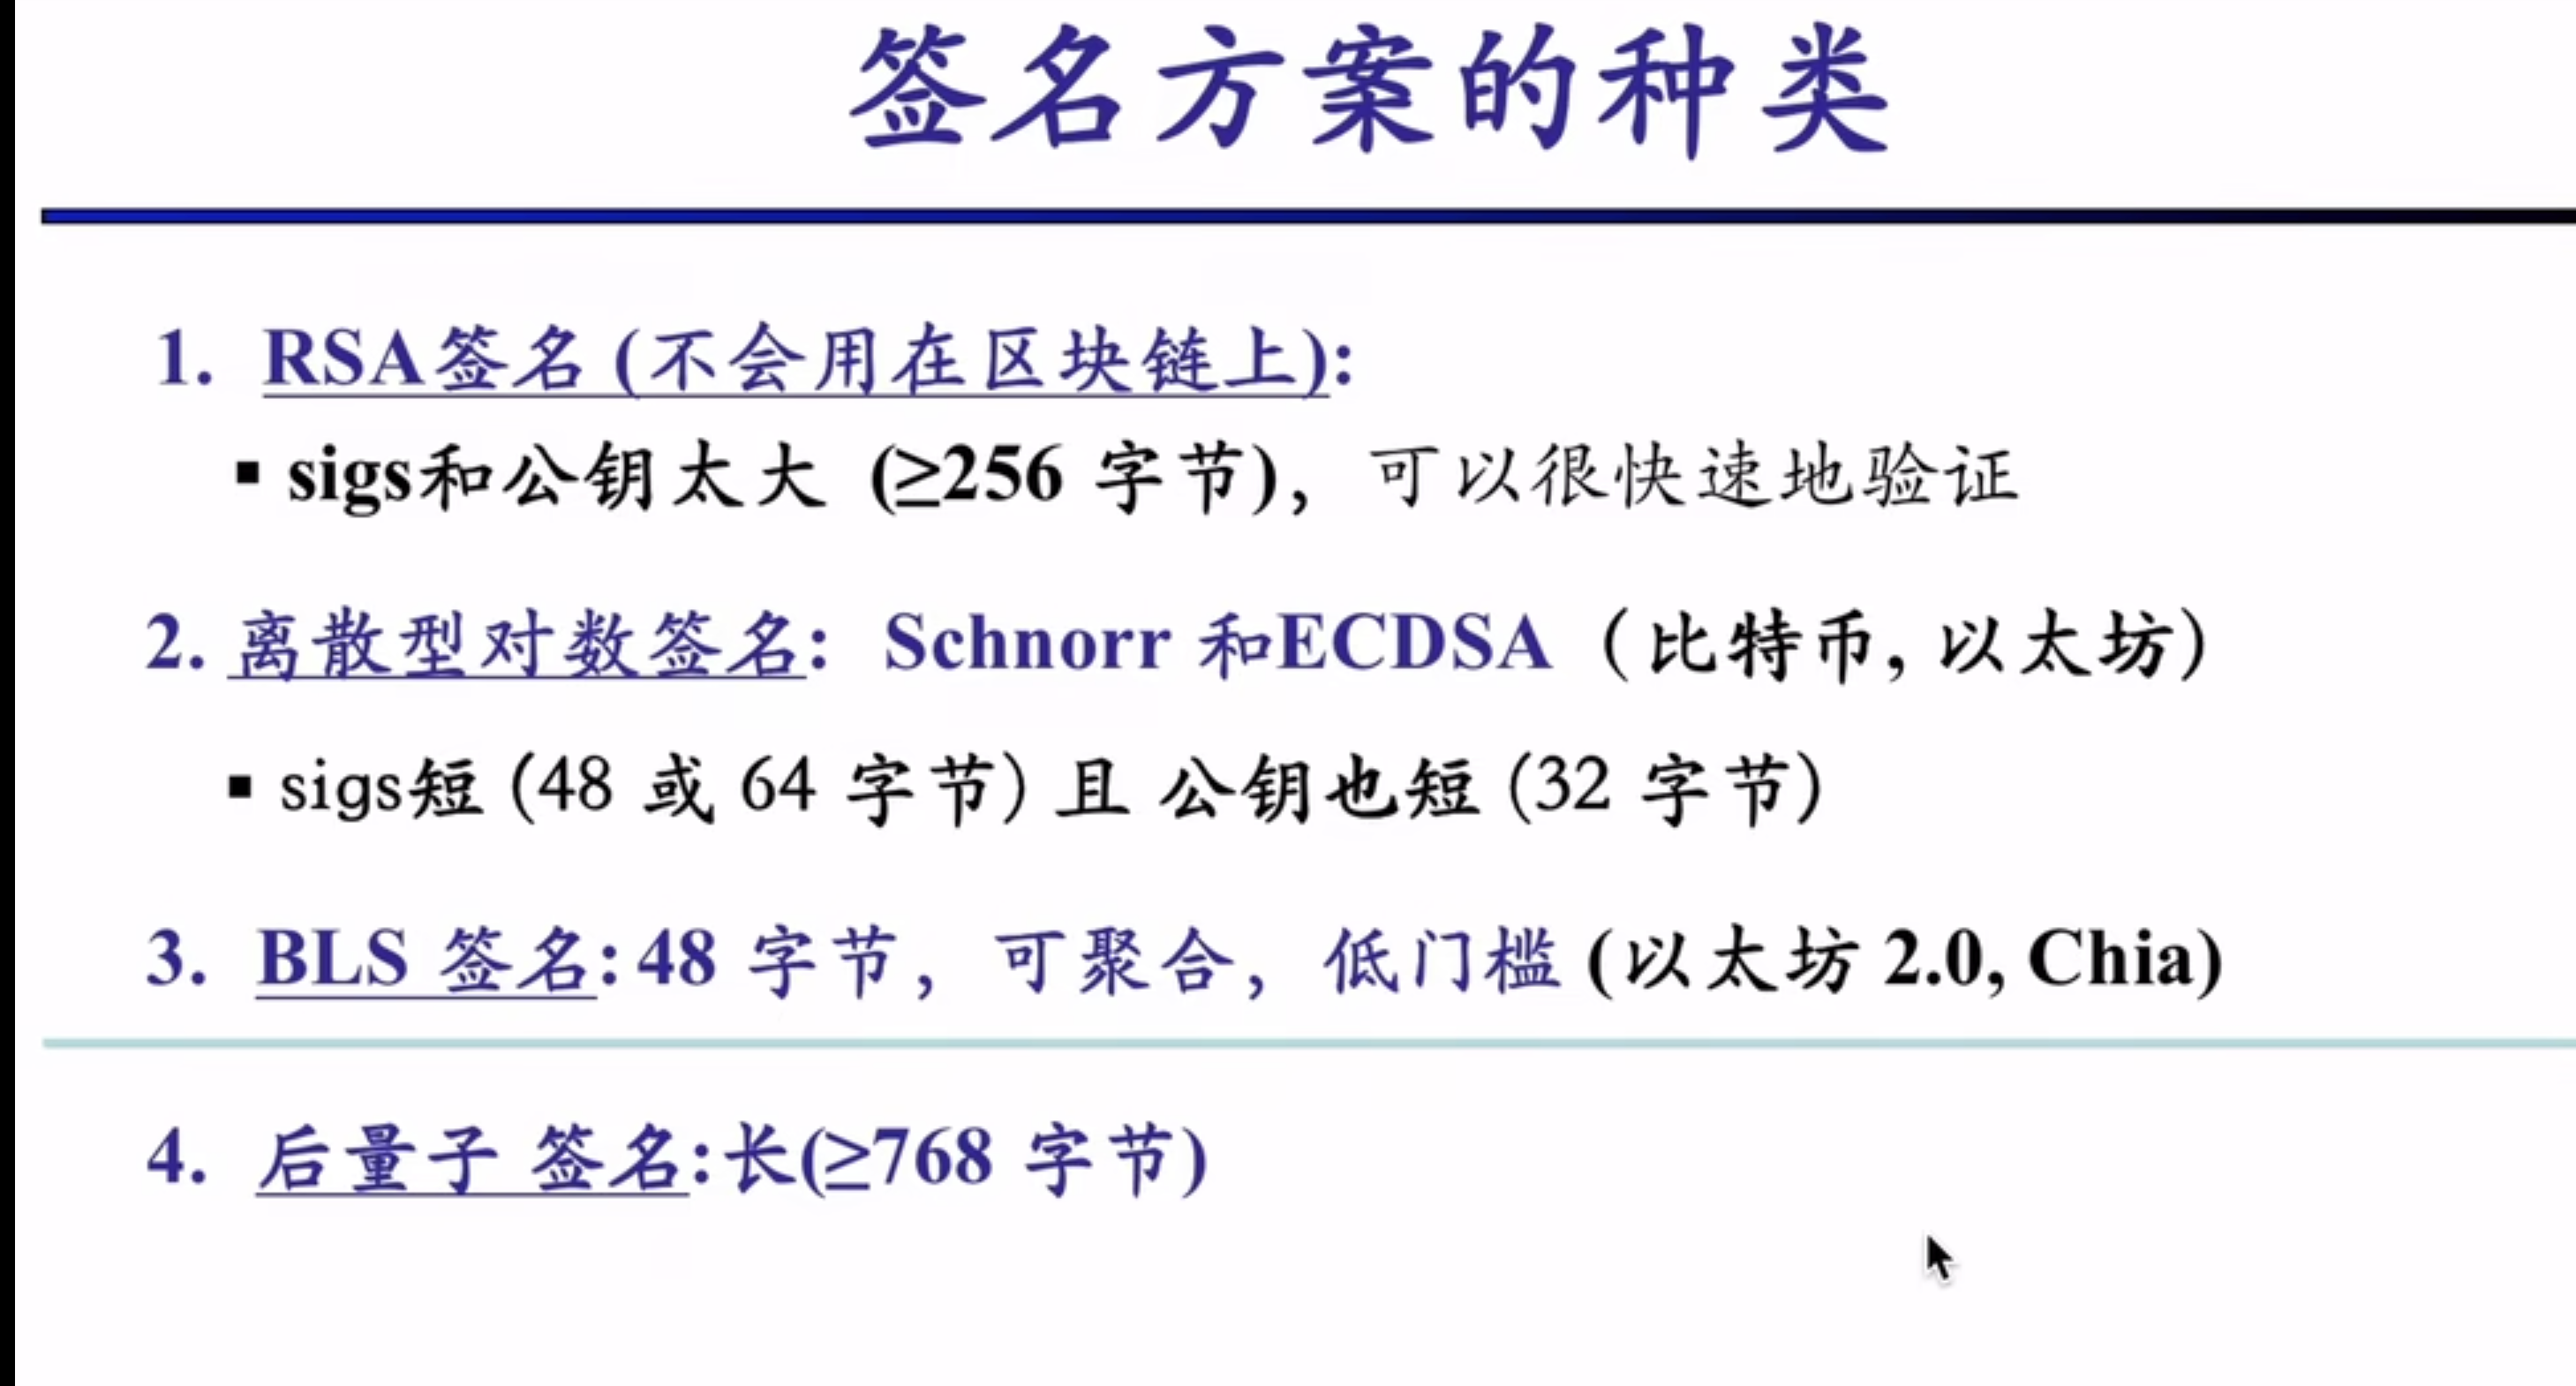 签名方案的种类
1. RSA签名 (不会用在区块链上):
▪ sigs和公钥太大 (≥256 字节)，可以很快速地验证
2. 离散型对数签名: Schnorr 和ECDSA（比特币, 以太坊）
▪ sigs短 (48 或 64 字节) 且 公钥也短 (32 字节)
3. BLS 签名: 48 字节，可聚合，低门槛 (以太坊 2.0, Chia)
4. 后量子 签名:长(≥768 字节)